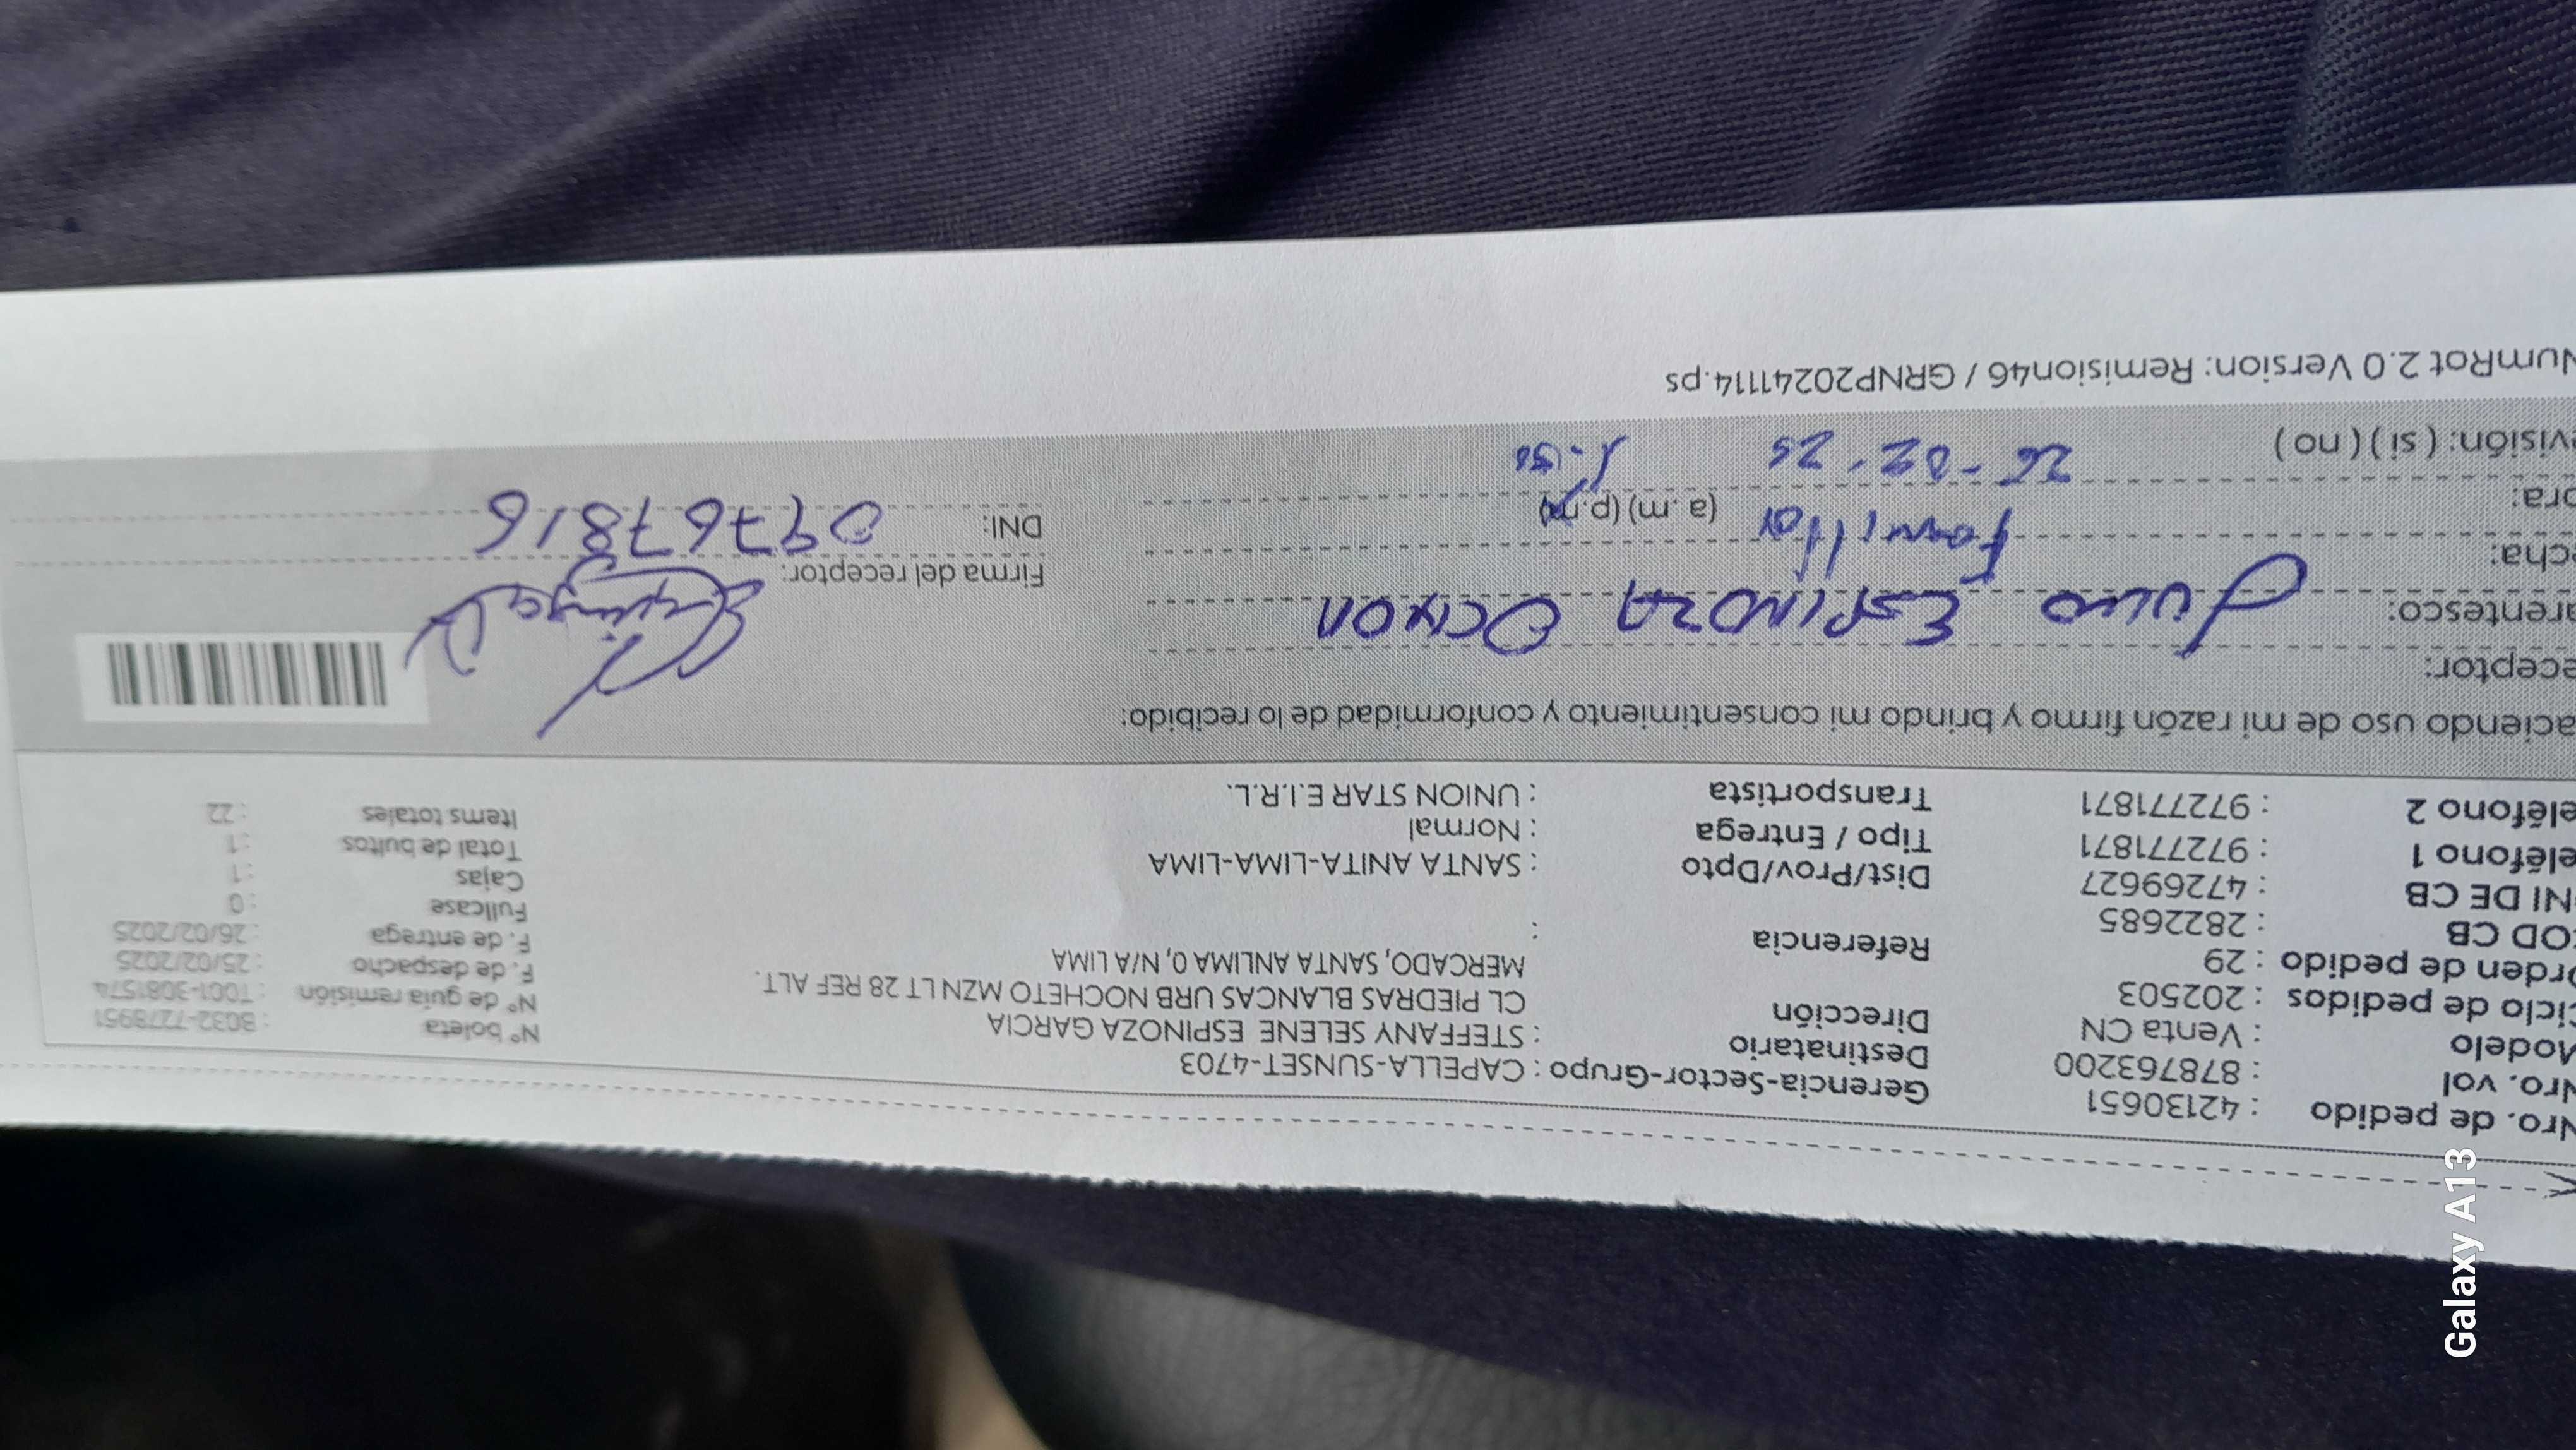 Nro. de pedido : 42130651 Gerencia-Sector-Grupo : CAPELLA-SUNSET-4703 Nº boleta : B032-7278951
Nro. vol : 878763200 Destinatario : STEFFANY SELENE ESPINOZA GARCIA Nº de guia remisión : T001-3081574
Modelo : Venta CN Dirección CL PIEDRAS BLANCAS URB NOCHETO MZN LT 28 REF ALT. F. de despacho : 25/02/2025
Ciclo de pedidos : 202503 MERCADO, SANTA ANLIMA 0, N/A LIMA F. de entrega : 26/02/2025
Orden de pedido : 29 Referencia : Fullcase : 0
COD CB : 2822685 Dist/Prov/Dpto : SANTA ANITA-LIMA-LIMA Cajas : 1
NI DE CB : 47269627 Tipo / Entrega : Normal Total de bultos : 1
eléfono 1 : 972771871 Transportista : UNION STAR E.I.R.L. Items totales : 22
eléfono 2 : 972771871
aciendo uso de mi razón firmo y brindo mi consentimiento y conformidad de lo recibido:
eceptor: Julio ESPINOZA
arentesco: Familiar Firma del receptor:
echa: 26-02-25 DNI: 09767816
ora: (a.m) (p.m)
evisión: ( si ) ( no )
NumRot 2.0 Version: Remision46 / GRNP20241114.ps
Galaxy A13